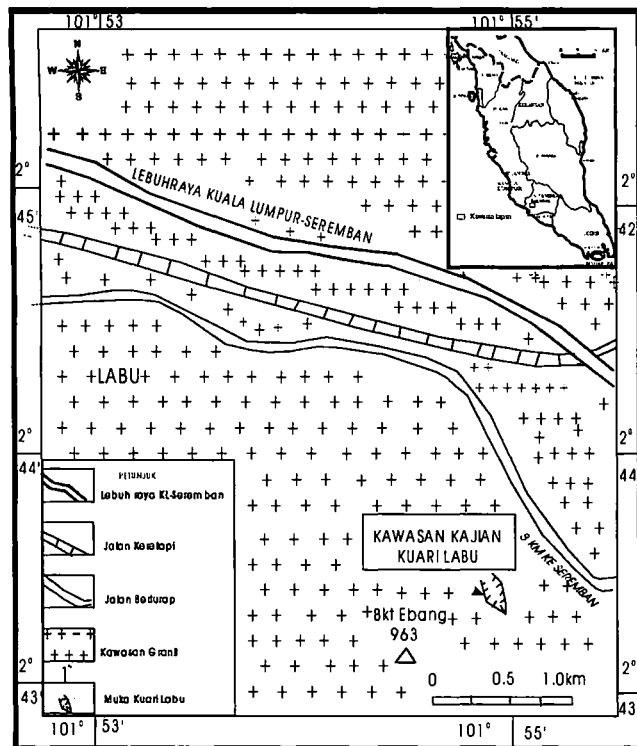 101° 53
101° 55'
N
W
E
S
2°
45'
2°
42
LEBUHRAYA KUALA LUMPUR-SEREMBAN
LABU
2°
44'
2°
44'
PETUNJUK
Lebuh raya KL-Seremban
Jalan Keretapi
Jalan Berturap
Kawasan Granit
Muka Kuari Labu
KAWASAN KAJIAN
KUARI LABU
9 KM KE SEREMBAN
Bkt Ebang
963
0 0.5 1.0km
2°
43'
2°
43
101° 53'
101° 55'